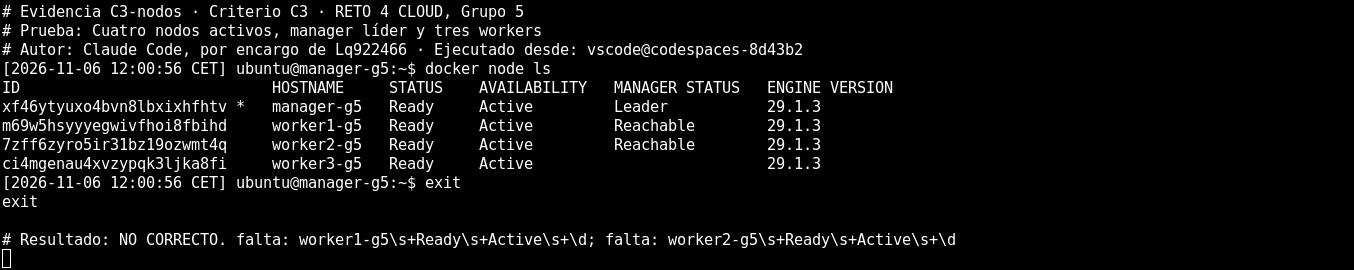 # Evidencia C3-nodos · Criterio C3 · RETO 4 CLOUD, Grupo 5
# Prueba: Cuatro nodos activos, manager líder y tres workers
# Autor: Claude Code, por encargo de Lq922466 · Ejecutado desde: vscode@codespaces-8d43b2
[2026-11-06 12:00:56 CET] ubuntu@manager-g5:~$ docker node ls
ID                            HOSTNAME     STATUS    AVAILABILITY   MANAGER STATUS   ENGINE VERSION
xf46ytyuxo4bvn8lbxixhfhtv *   manager-g5   Ready     Active         Leader           29.1.3
m69w5hsyyyegwivfhoi8fbihd     worker1-g5   Ready     Active         Reachable        29.1.3
7zff6zyro5ir31bz19ozwmt4q     worker2-g5   Ready     Active         Reachable        29.1.3
ci4mgenau4xvzypqk3ljka8fi     worker3-g5   Ready     Active                          29.1.3
[2026-11-06 12:00:56 CET] ubuntu@manager-g5:~$ exit
exit
# Resultado: NO CORRECTO. falta: worker1-g5\s+Ready\s+Active\s+\d; falta: worker2-g5\s+Ready\s+Active\s+\d